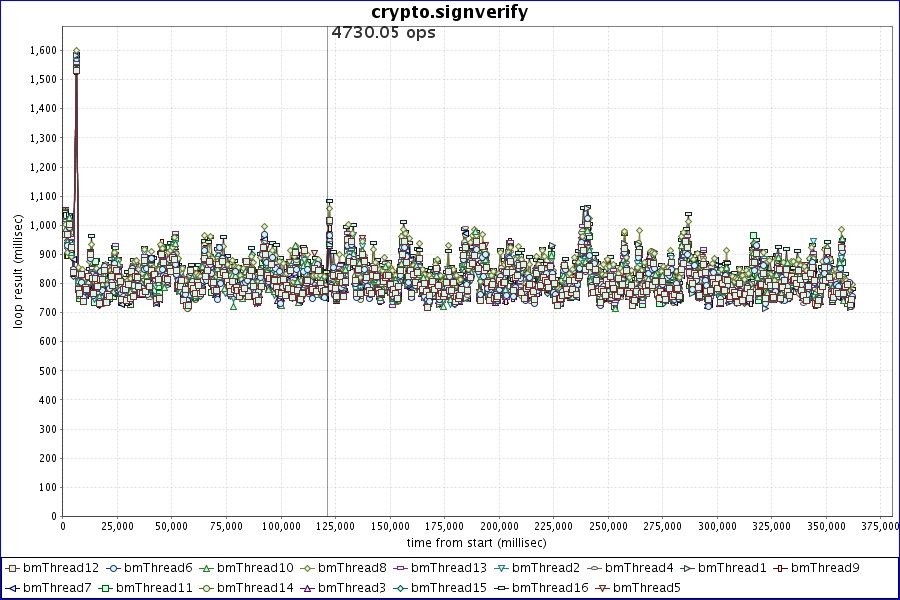 crypto.signverify
4730.05 ops
1,600
1,500
1,400
1,300
1,200
1,100
1,000
900
800
700
600
500
400
300
200
100
0
loop result (millisec)
0 25,000 50,000 75,000 100,000 125,000 150,000 175,000 200,000 225,000 250,000 275,000 300,000 325,000 350,000 375,000
time from start (millisec)
bmThread12 bmThread6 bmThread10 bmThread8 bmThread13 bmThread2 bmThread4 bmThread1 bmThread9
bmThread7 bmThread11 bmThread14 bmThread3 bmThread15 bmThread16 bmThread5